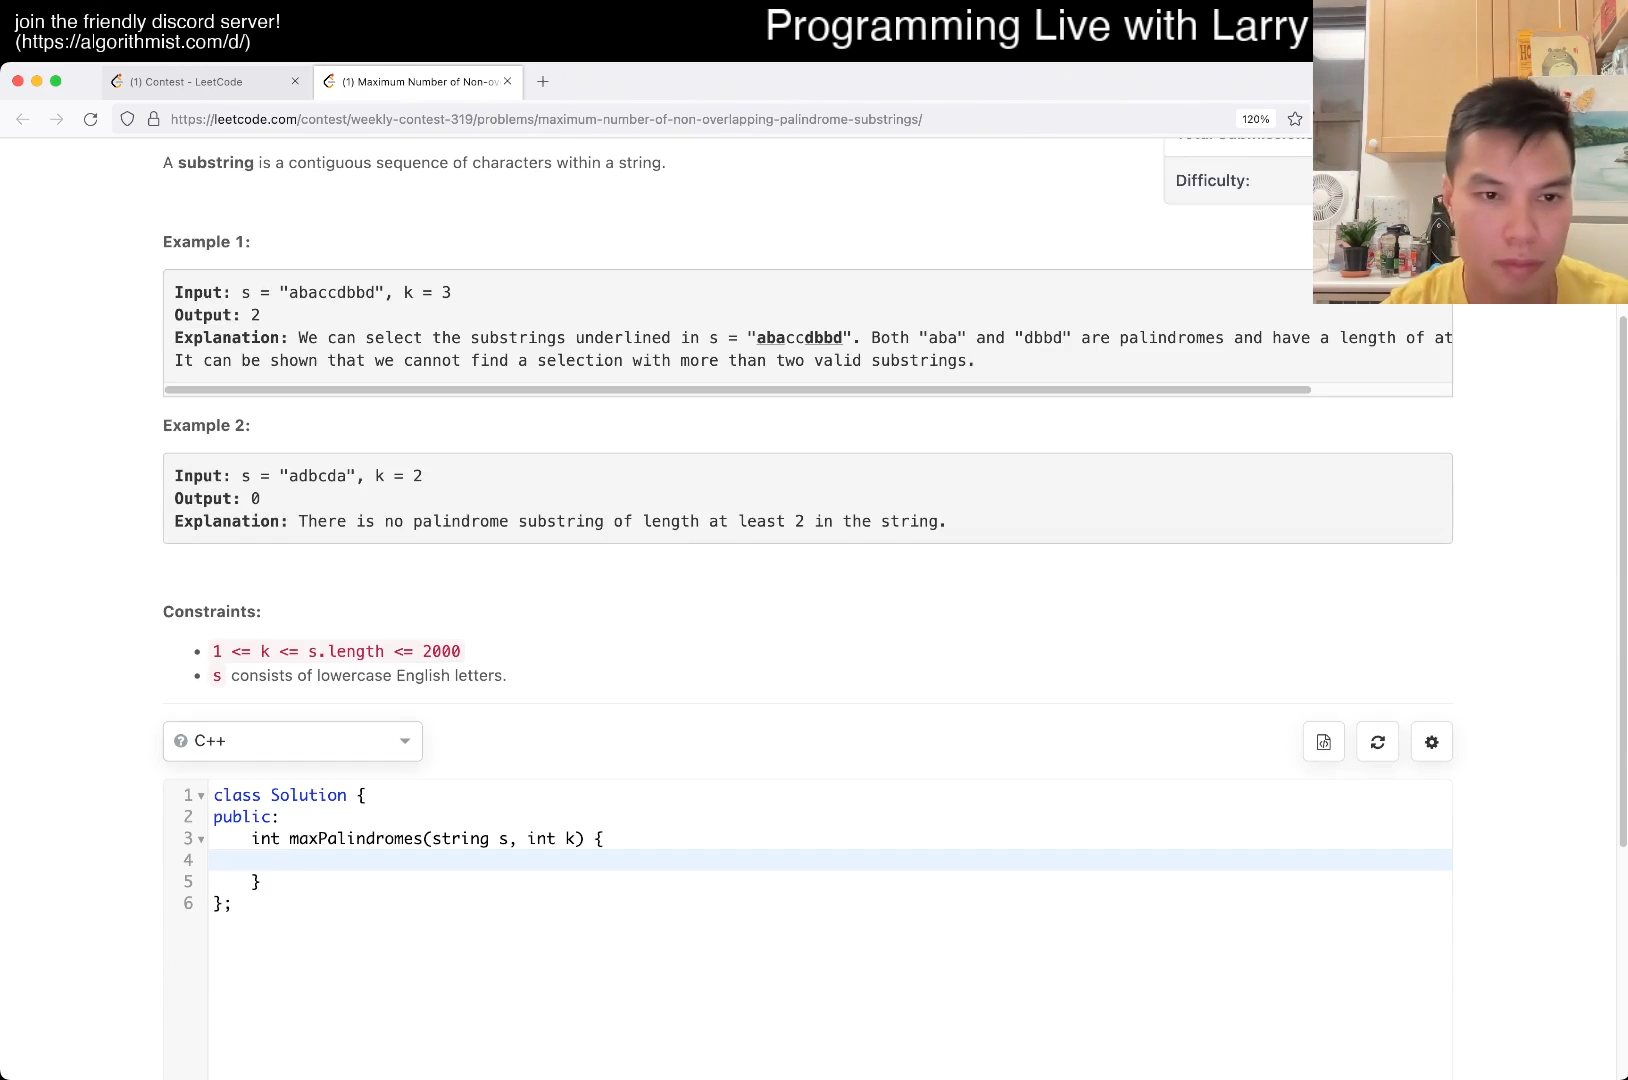 join the friendly discord server!
(https://algorithmist.com/d/)
Programming Live with Larry
(1) Contest - LeetCode
(1) Maximum Number of Non-ov
https://leetcode.com/contest/weekly-contest-319/problems/maximum-number-of-non-overlapping-palindrome-substrings/
120%
A substring is a contiguous sequence of characters within a string.
Difficulty:
Example 1:
Input: s = "abaccdbbd", k = 3
Output: 2
Explanation: We can select the substrings underlined in s = "abaccdbbd". Both "aba" and "dbbd" are palindromes and have a length of at
It can be shown that we cannot find a selection with more than two valid substrings.
Example 2:
Input: s = "adbcda", k = 2
Output: 0
Explanation: There is no palindrome substring of length at least 2 in the string.
Constraints:
1 <= k <= s.length <= 2000
s consists of lowercase English letters.
C++
1 class Solution {
2 public:
3 int maxPalindromes(string s, int k) {
4
5 }
6 };